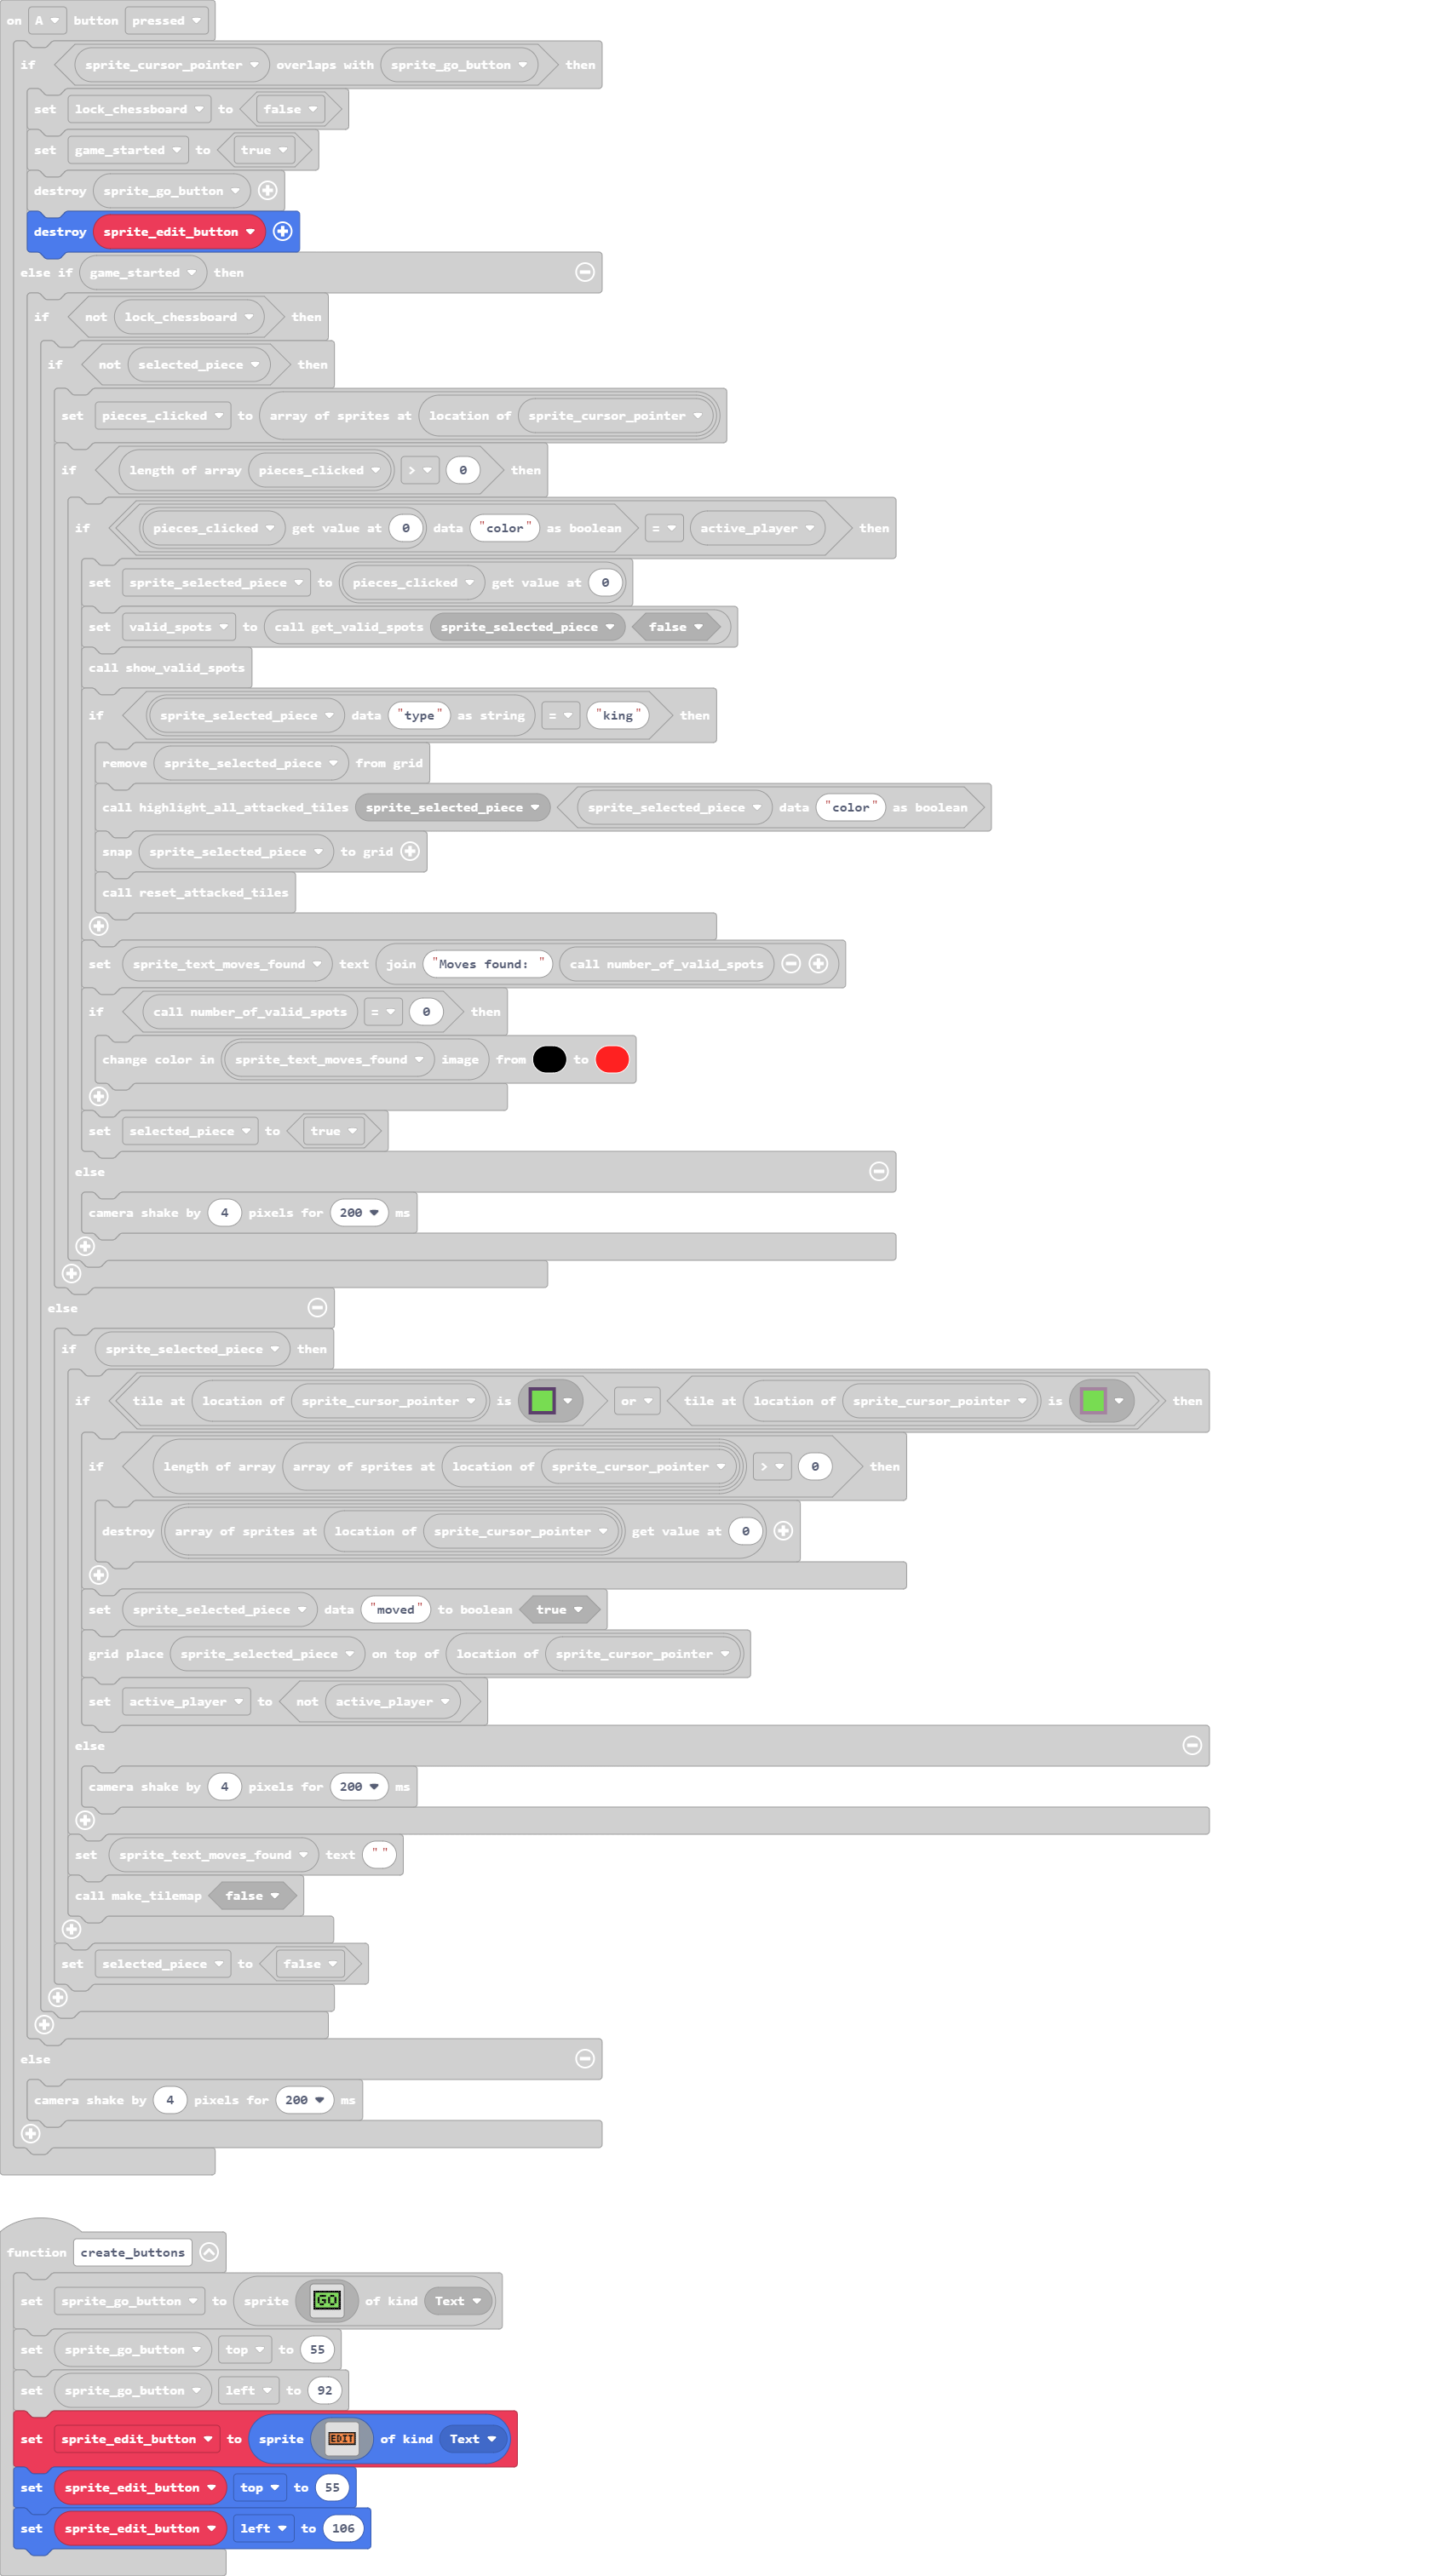 on A button pressed
if sprite_cursor_pointer overlaps with sprite_go_button then
set lock_chessboard to false
set game_started to true
destroy sprite_go_button
destroy sprite_edit_button
else if game_started then
if not lock_chessboard then
if not selected_piece then
set pieces_clicked to array of sprites at location of sprite_cursor_pointer
if length of array pieces_clicked > 0 then
if pieces_clicked get value at 0 data "color" as boolean = active_player then
set sprite_selected_piece to pieces_clicked get value at 0
set valid_spots to call get_valid_spots sprite_selected_piece false
call show_valid_spots
if sprite_selected_piece data "type" as string = "king" then
remove sprite_selected_piece from grid
call highlight_all_attacked_tiles sprite_selected_piece sprite_selected_piece data "color" as boolean
snap sprite_selected_piece to grid
call reset_attacked_tiles
set sprite_text_moves_found text join "Moves found: " call number_of_valid_spots
if call number_of_valid_spots = 0 then
change color in sprite_text_moves_found image from to
set selected_piece to true
else
camera shake by 4 pixels for 200 ms
else
if sprite_selected_piece then
if tile at location of sprite_cursor_pointer is or tile at location of sprite_cursor_pointer is then
if length of array array of sprites at location of sprite_cursor_pointer > 0 then
destroy array of sprites at location of sprite_cursor_pointer get value at 0
set sprite_selected_piece data "moved" to boolean true
grid place sprite_selected_piece on top of location of sprite_cursor_pointer
set active_player to not active_player
else
camera shake by 4 pixels for 200 ms
set sprite_text_moves_found text ""
call make_tilemap false
set selected_piece to false
else
camera shake by 4 pixels for 200 ms
function create_buttons
set sprite_go_button to sprite GO of kind Text
set sprite_go_button top to 55
set sprite_go_button left to 92
set sprite_edit_button to sprite EDIT of kind Text
set sprite_edit_button top to 55
set sprite_edit_button left to 106